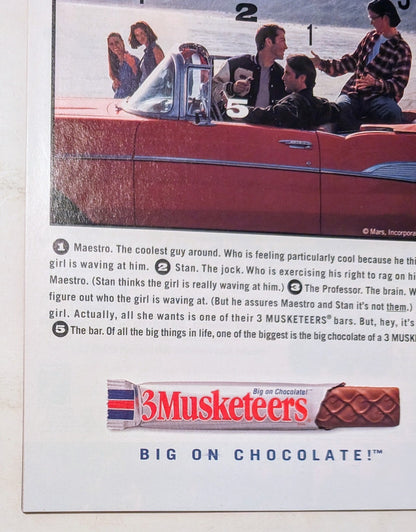 2
1
3
5
© Mars, Incorpora
1 Maestro. The coolest guy around. Who is feeling particularly cool because he thi
girl is waving at him. 2 Stan. The jock. Who is exercising his right to rag on hi
Maestro. (Stan thinks the girl is really waving at him.) 3 The Professor. The brain. W
figure out who the girl is waving at. (But he assures Maestro and Stan it's not them.)
girl. Actually, all she wants is one of their 3 MUSKETEERS® bars. But, hey, it's
5 The bar. Of all the big things in life, one of the biggest is the big chocolate of a 3 MUSK
Big on Chocolate!™
3Musketeers
BIG ON CHOCOLATE!™